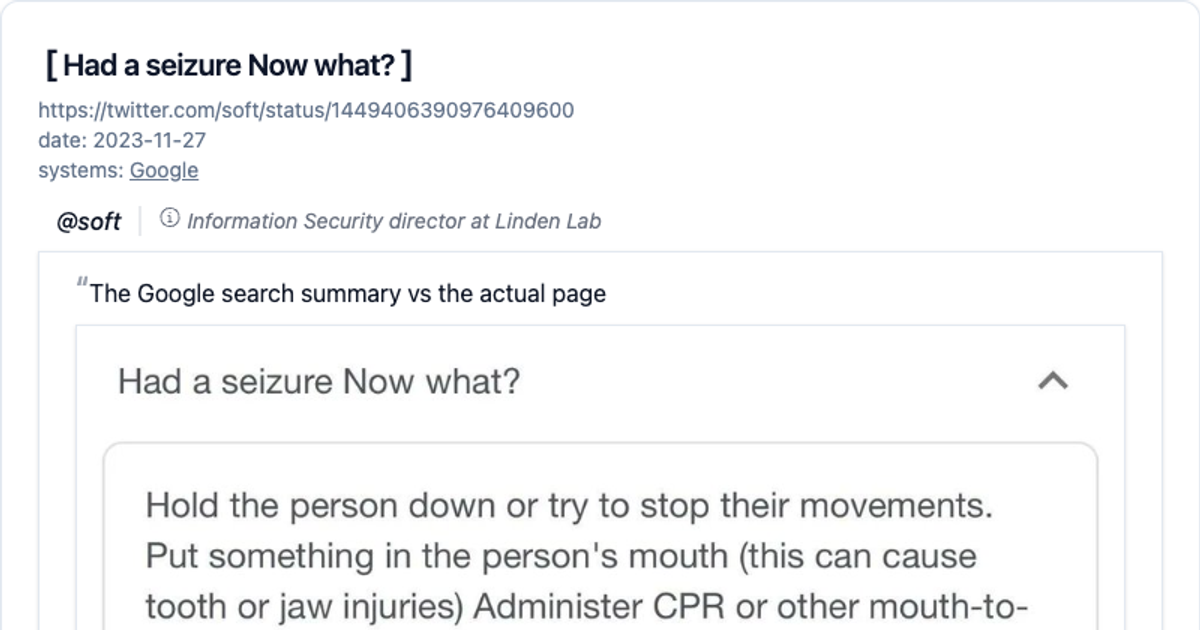 [ Had a seizure Now what? ]
https://twitter.com/soft/status/1449406390976409600
date: 2023-11-27
systems: Google
@soft ⓘ Information Security director at Linden Lab
“The Google search summary vs the actual page
Had a seizure Now what?
Hold the person down or try to stop their movements.
Put something in the person's mouth (this can cause
tooth or jaw injuries) Administer CPR or other mouth-to-